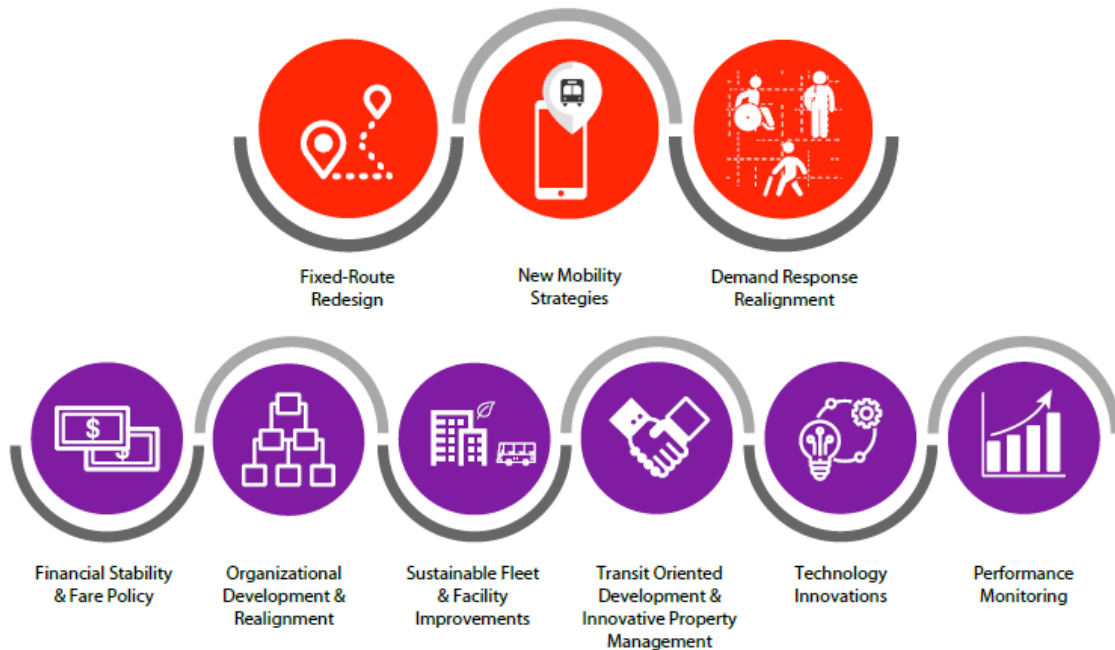 Fixed-Route
Redesign
New Mobility
Strategies
Demand Response
Realignment
$
$
Financial Stability
& Fare Policy
Organizational
Development &
Realignment
Sustainable Fleet
& Facility
Improvements
Transit Oriented
Development &
Innovative Property
Management
Technology
Innovations
Performance
Monitoring